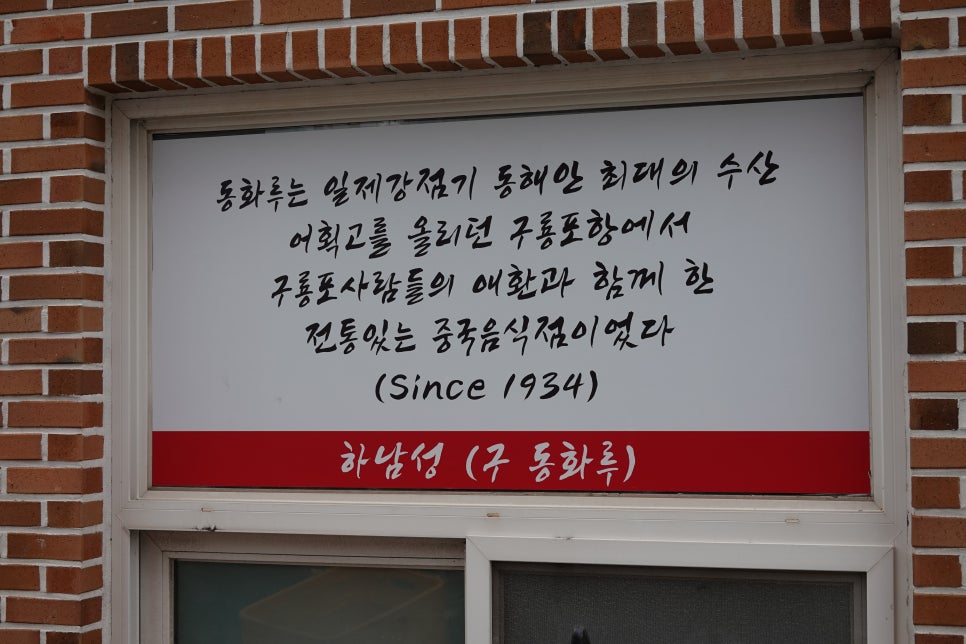 동화루는 일제강점기 동해안 최대의 수산
어획고를 올리던 구룡포항에서
구룡포사람들의 애환과 함께 한
전통있는 중국음식점이었다
(Since 1934)
하남성 (구 동화루)